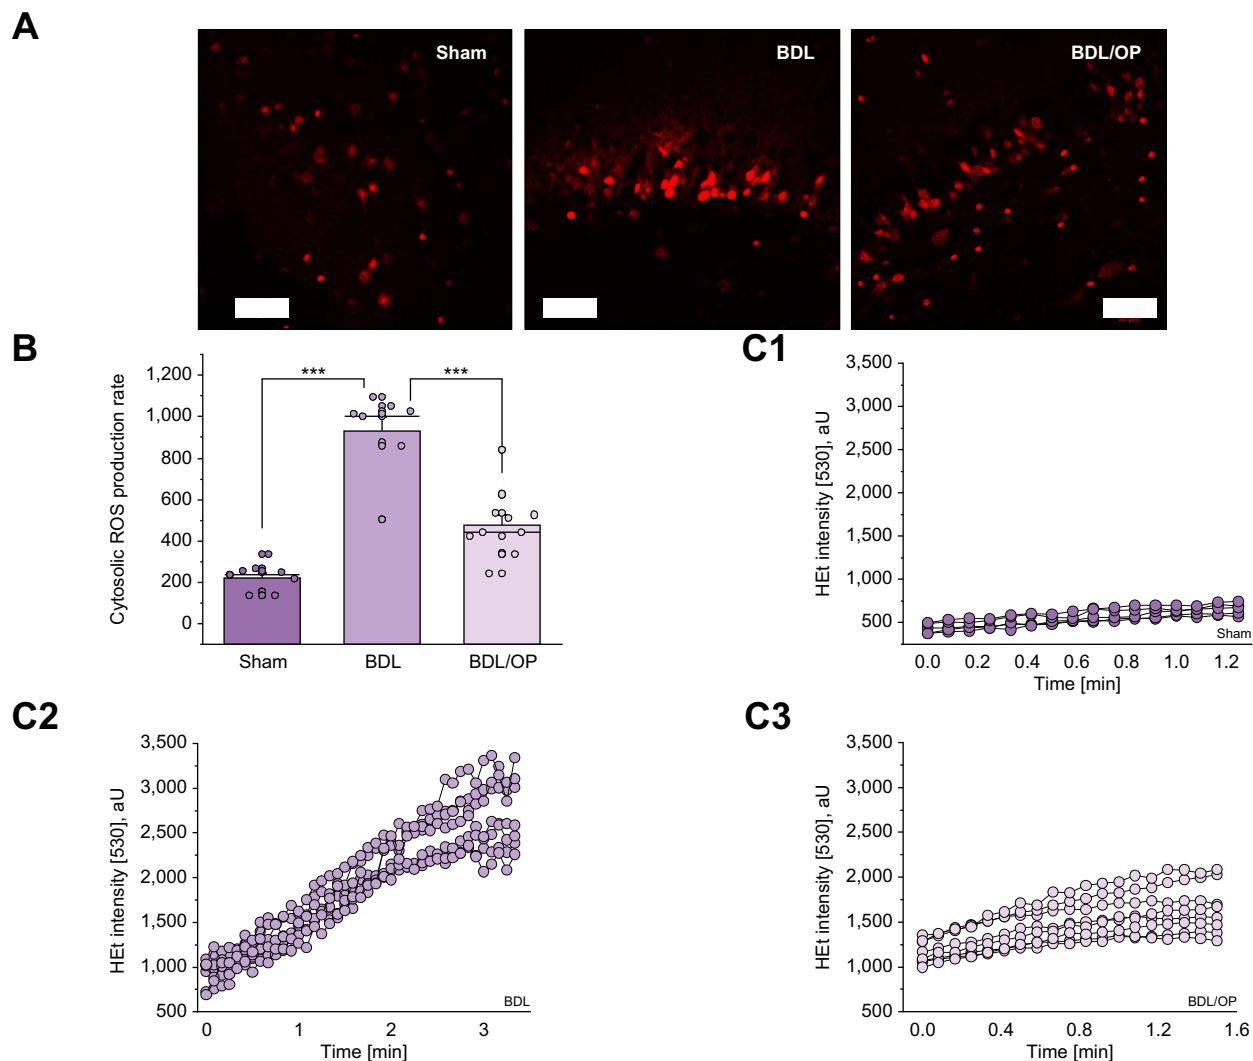 A
Sham
BDL
BDL/OP
B
Cytosolic ROS production rate
1,200
1,000
800
600
400
200
0
***
***
Sham
BDL
BDL/OP
C1
HEt intensity [530], aU
3,500
3,000
2,500
2,000
1,500
1,000
500
Sham
0.0
0.2
0.4
0.6
0.8
1.0
1.2
Time [min]
C2
HEt intensity [530], aU
3,500
3,000
2,500
2,000
1,500
1,000
500
BDL
0
1
2
3
Time [min]
C3
HEt intensity [530], aU
3,500
3,000
2,500
2,000
1,500
1,000
500
BDL/OP
0.0
0.4
0.8
1.2
1.6
Time [min]